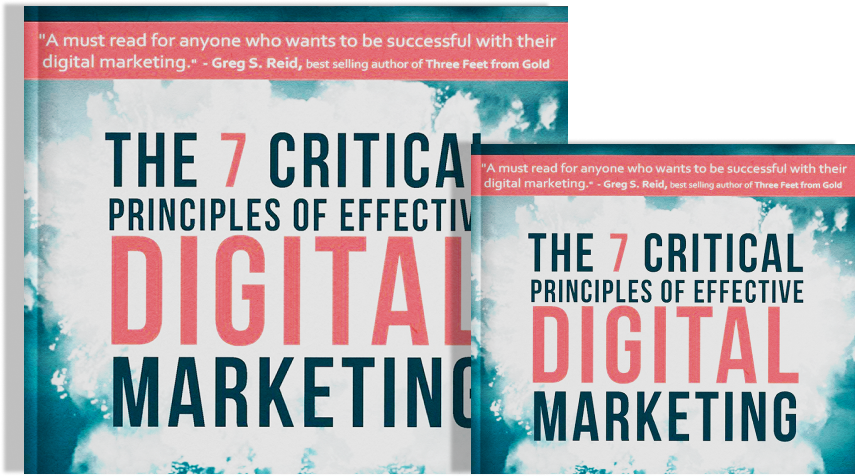 "A must read for anyone who wants to be successful with their
digital marketing." - Greg S. Reid, best selling author of Three Feet from Gold
THE 7 CRITICAL
PRINCIPLES OF EFFECTIV
DIGITAL
MARKETING
"A must read for anyone who wants to be successful with their
digital marketing." - Greg S. Reid, best selling author of Three Feet from Gold
THE 7 CRITICAL
PRINCIPLES OF EFFECTIVE
DIGITAL
MARKETING